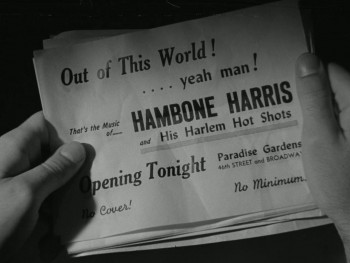 Out of This World!
.... yeah man!
That's the Music
of....
HAMBONE HARRIS
and His Harlem Hot Shots
Opening Tonight
Paradise Gardens
46th STREET and BROADWAY
No Cover!
No Minimum.